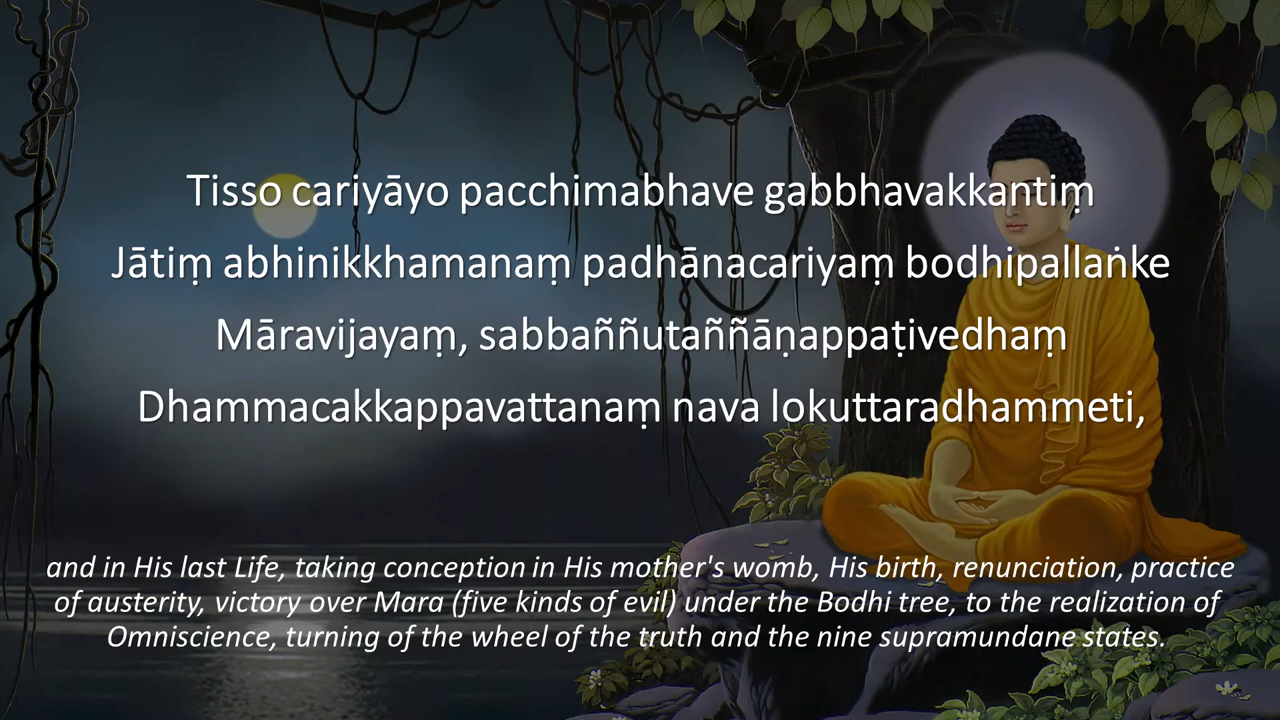 Tisso cariyāyo pacchimabhave gabbhavakkantiṃ
Jātiṃ abhinikkhamanaṃ padhānacariyaṃ bodhipallaṅke
Māravijayaṃ, sabbaññutaññāṇappaṭivedhaṃ
Dhammacakkappavattanaṃ nava lokuttaradhammeti,
and in His last Life, taking conception in His mother's womb, His birth, renunciation, practice
of austerity, victory over Mara (five kinds of evil) under the Bodhi tree, to the realization of
Omniscience, turning of the wheel of the truth and the nine supramundane states.